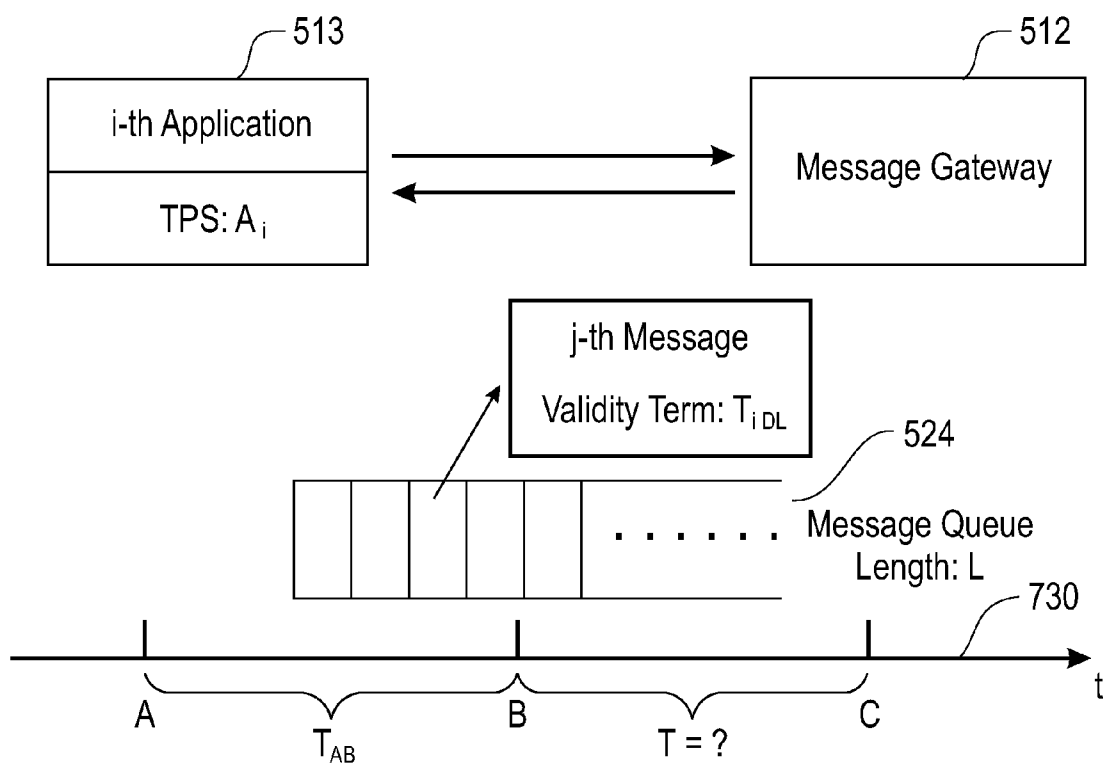 513
512
i-th Application
TPS: A i
Message Gateway
j-th Message
Validity Term: T i DL
524
Message Queue
Length: L
730
t
A
B
C
T AB
T = ?